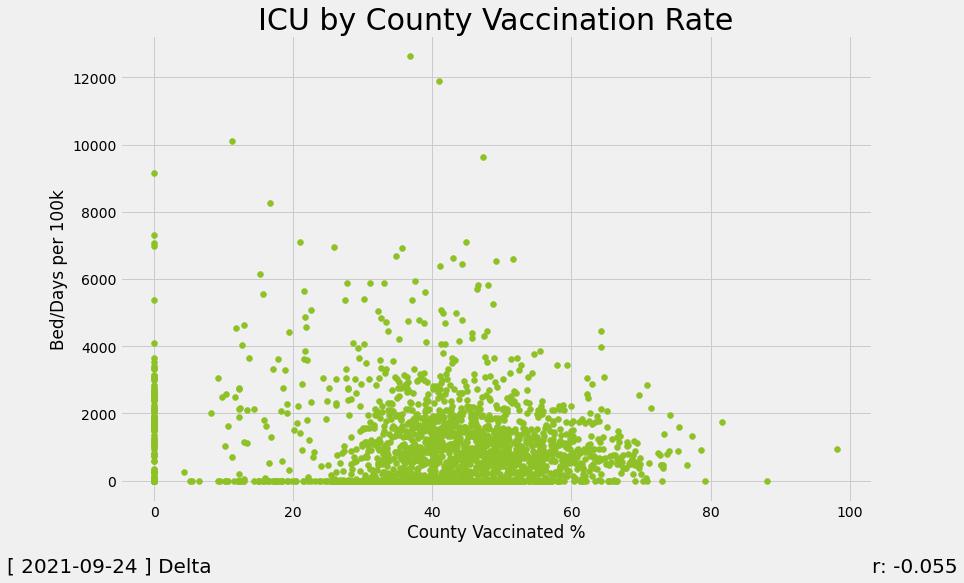 ICU by County Vaccination Rate
12000
10000
8000
6000
4000
2000
0
Bed/Days per 100k
0 20 40 60 80 100
County Vaccinated %
[ 2021-09-24 ] Delta
r: -0.055